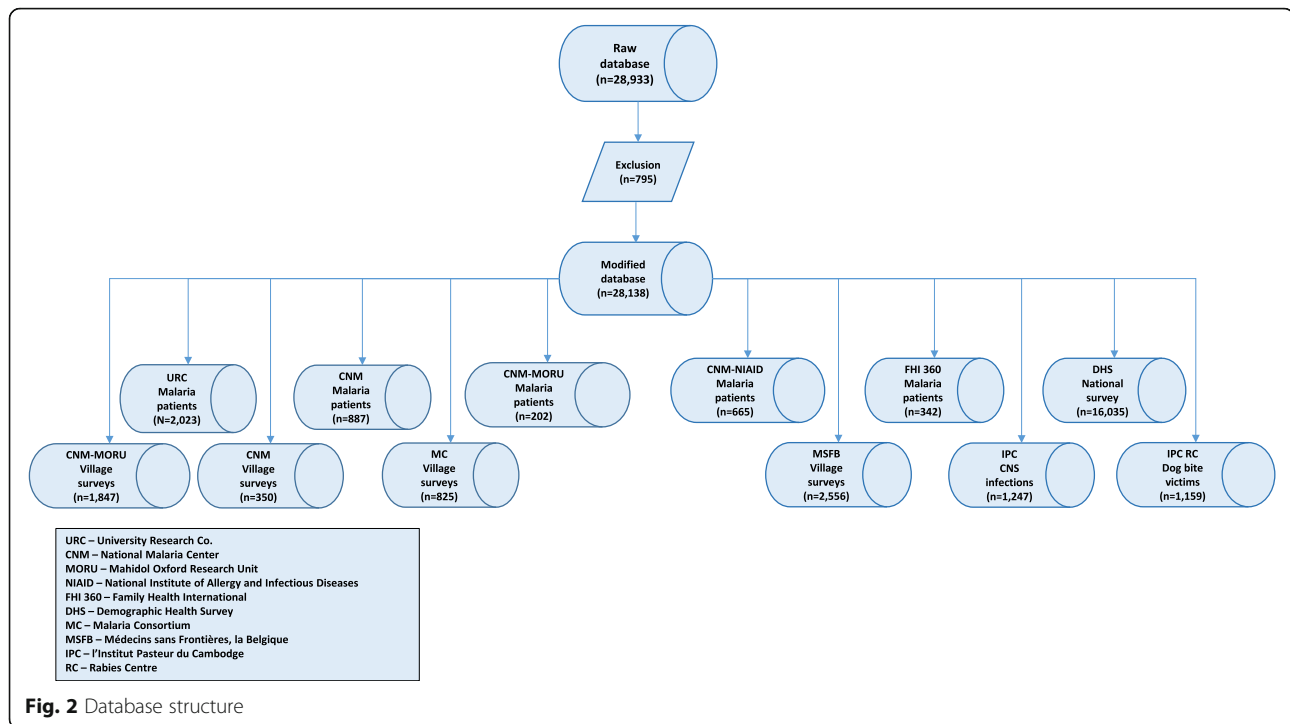 Raw
database
(n=28,933)
Exclusion
(n=795)
Modified
database
(n=28,138)
URC
Malaria
patients
(N=2,023)
CNM
Malaria
patients
(n=887)
CNM-MORU
Malaria
patients
(n=202)
CNM-NIAID
Malaria
patients
(n=665)
FHI 360
Malaria
patients
(n=342)
DHS
National
survey
(n=16,035)
CNM-MORU
Village
surveys
(n=1,847)
CNM
Village
surveys
(n=350)
MC
Village
surveys
(n=825)
MSFB
Village
surveys
(n=2,556)
IPC
CNS
infections
(n=1,247)
IPC RC
Dog bite
victims
(n=1,159)
URC – University Research Co.
CNM – National Malaria Center
MORU – Mahidol Oxford Research Unit
NIAID – National Institute of Allergy and Infectious Diseases
FHI 360 – Family Health International
DHS – Demographic Health Survey
MC – Malaria Consortium
MSFB – Médecins sans Frontières, la Belgique
IPC – l’Institut Pasteur du Cambodge
RC – Rabies Centre
Fig. 2 Database structure